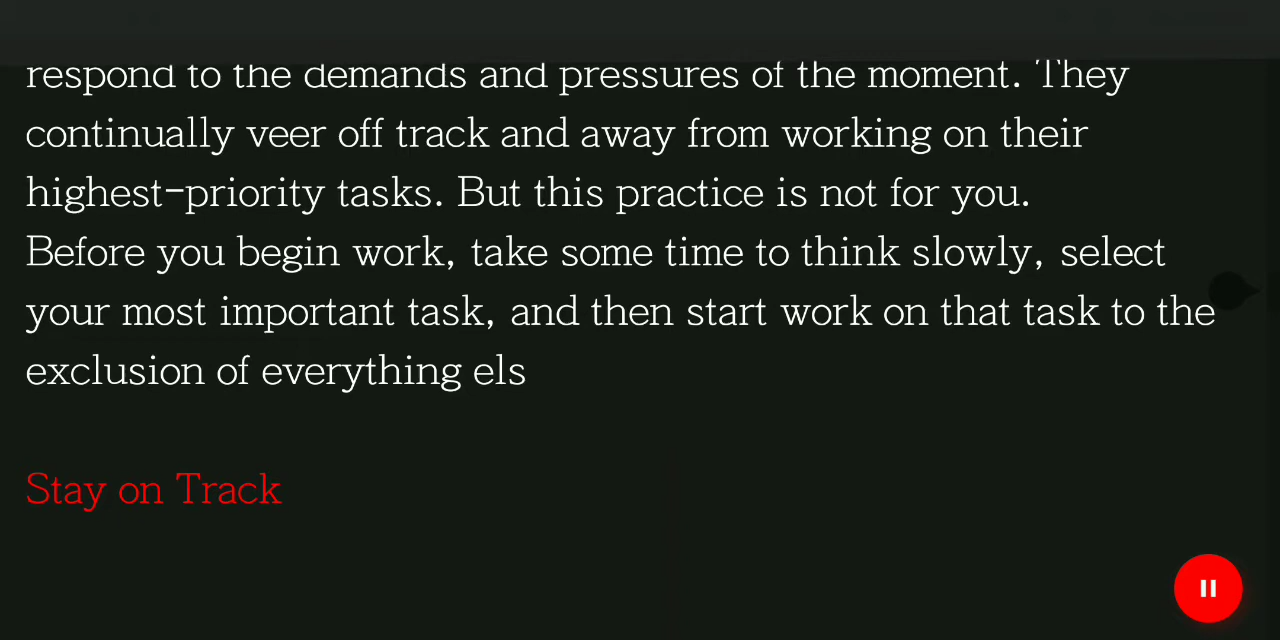 respond to the demands and pressures of the moment. They
continually veer off track and away from working on their
highest-priority tasks. But this practice is not for you.
Before you begin work, take some time to think slowly, select
your most important task, and then start work on that task to the
exclusion of everything els
Stay on Track